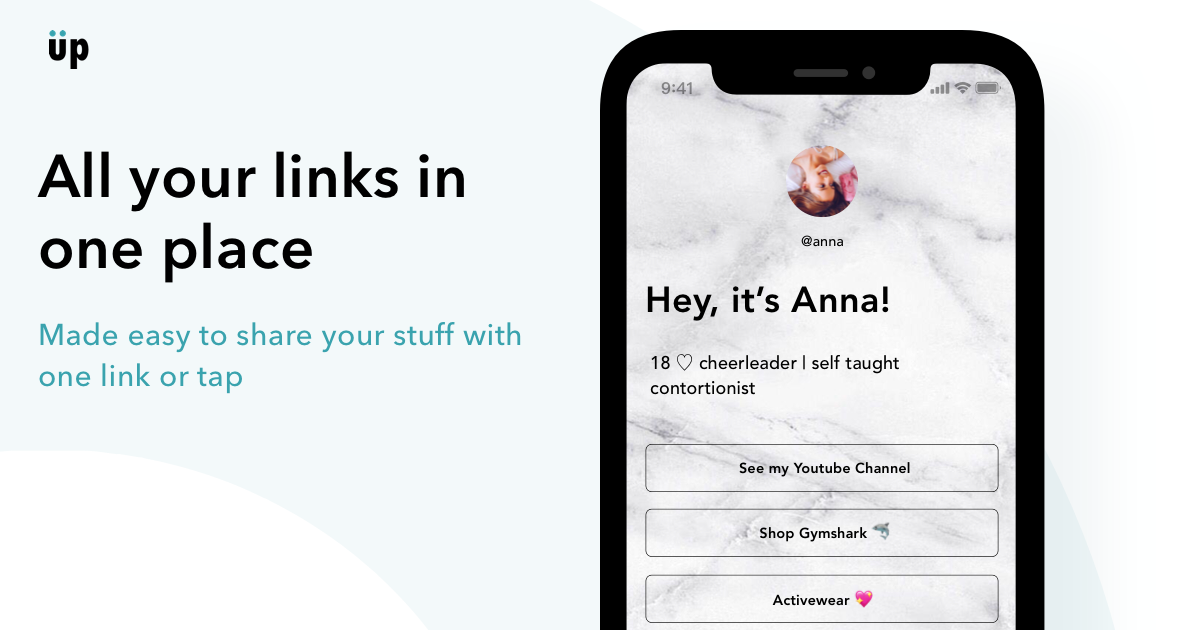 üp
All your links in
one place
Made easy to share your stuff with
one link or tap
9:41
@anna
Hey, it’s Anna!
18 ♡ cheerleader | self taught
contortionist
See my Youtube Channel
Shop Gymshark 🦈
Activewear 💖